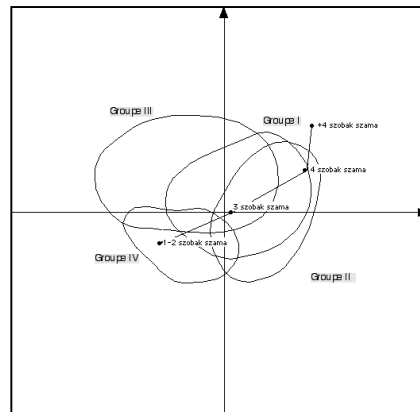 Groupe III
Groupe I
+4 szobak szama
4 szobak szama
3 szobak szama
1-2 szobak szama
Groupe IV
Groupe II